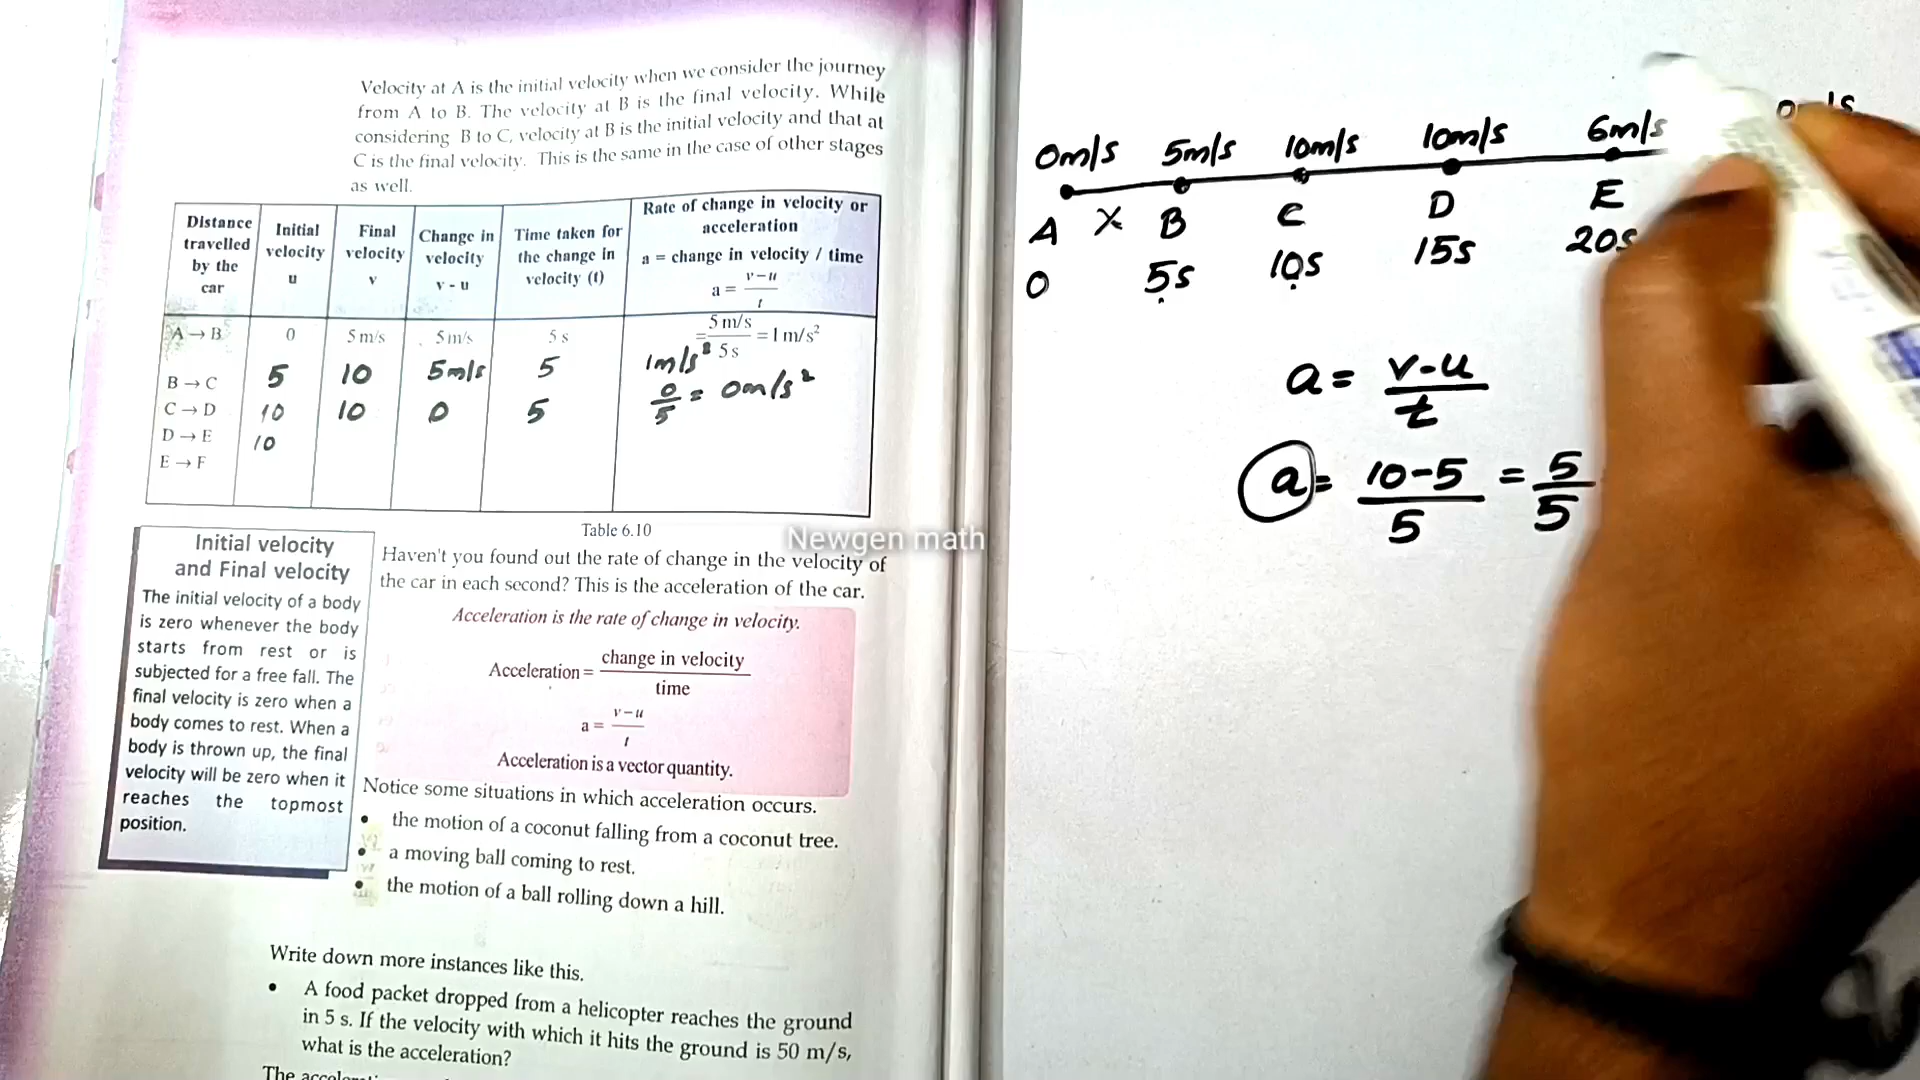 Velocity at A is the initial velocity when we consider the journey
from A to B. The velocity at B is the final velocity. While
considering B to C, velocity at B is the initial velocity and that at
C is the final velocity. This is the same in the case of other stages
as well.
Distance travelled by the car | Initial velocity u | Final velocity v | Change in velocity v - u | Time taken for the change in velocity (t) | Rate of change in velocity or acceleration a = change in velocity / time a = v-u / t
A → B 0 5 m/s 5 m/s 5 s = 5 m/s / 5 s = 1 m/s²
B → C 5 10 5m/s 5 1m/s²
C → D 10 10 0 5 0/5 = 0m/s²
D → E 10
E → F
Table 6.10
Initial velocity
and Final velocity
The initial velocity of a body
is zero whenever the body
starts from rest or is
subjected for a free fall. The
final velocity is zero when a
body comes to rest. When a
body is thrown up, the final
velocity will be zero when it
reaches the topmost
position.
Haven't you found out the rate of change in the velocity of
the car in each second? This is the acceleration of the car.
Acceleration is the rate of change in velocity.
Acceleration = change in velocity / time
a = v-u / t
Acceleration is a vector quantity.
Notice some situations in which acceleration occurs.
• the motion of a coconut falling from a coconut tree.
• a moving ball coming to rest.
• the motion of a ball rolling down a hill.
Write down more instances like this.
• A food packet dropped from a helicopter reaches the ground
in 5 s. If the velocity with which it hits the ground is 50 m/s,
what is the acceleration?
The
Newgen math
0m/s 5m/s 10m/s 10m/s 6m/s
A X B C D E
0 5s 10s 15s 20s
a = v-u / t
a = 10-5 / 5 = 5 / 5